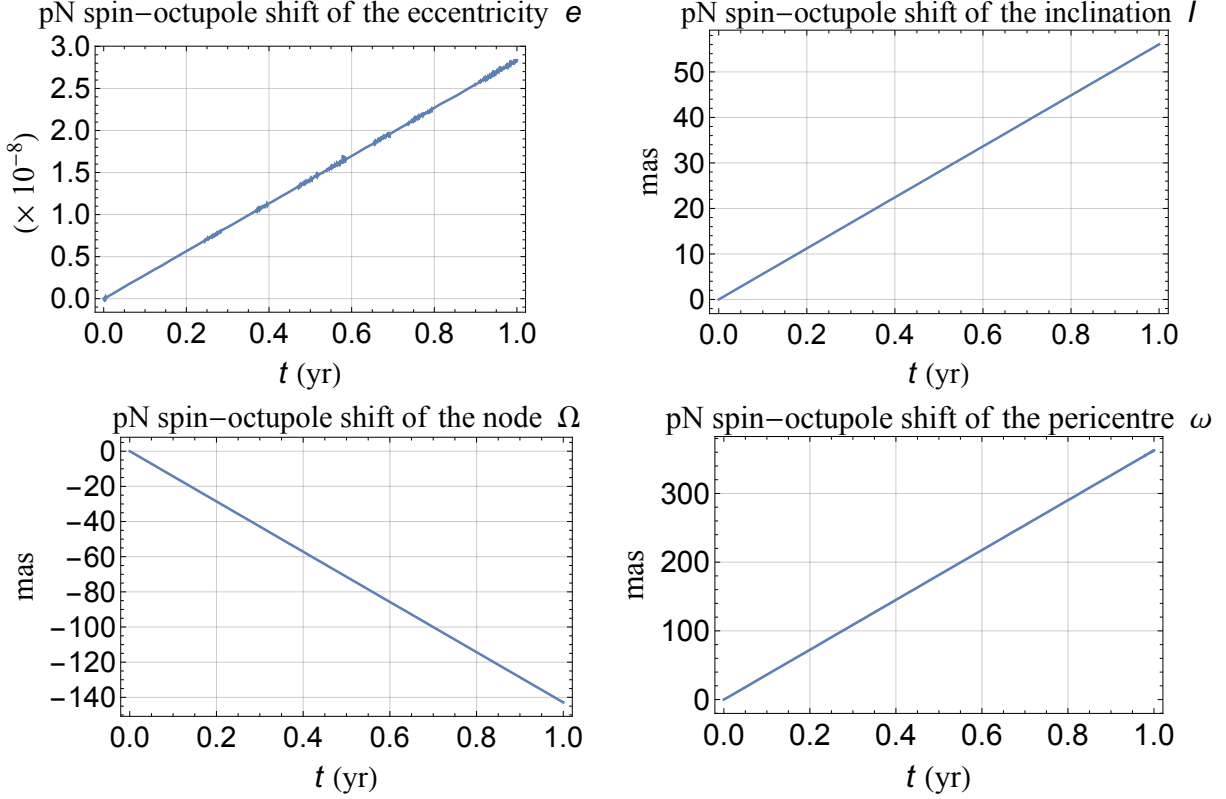 pN spin−octupole shift of the eccentricity e
3.0
2.5
2.0
1.5
1.0
0.5
0.0
(× 10⁻⁸)
0.0 0.2 0.4 0.6 0.8 1.0
t (yr)
pN spin−octupole shift of the inclination I
50
40
30
20
10
0
mas
0.0 0.2 0.4 0.6 0.8 1.0
t (yr)
pN spin−octupole shift of the node Ω
0
−20
−40
−60
−80
−100
−120
−140
mas
0.0 0.2 0.4 0.6 0.8 1.0
t (yr)
pN spin−octupole shift of the pericentre ω
300
200
100
0
mas
0.0 0.2 0.4 0.6 0.8 1.0
t (yr)